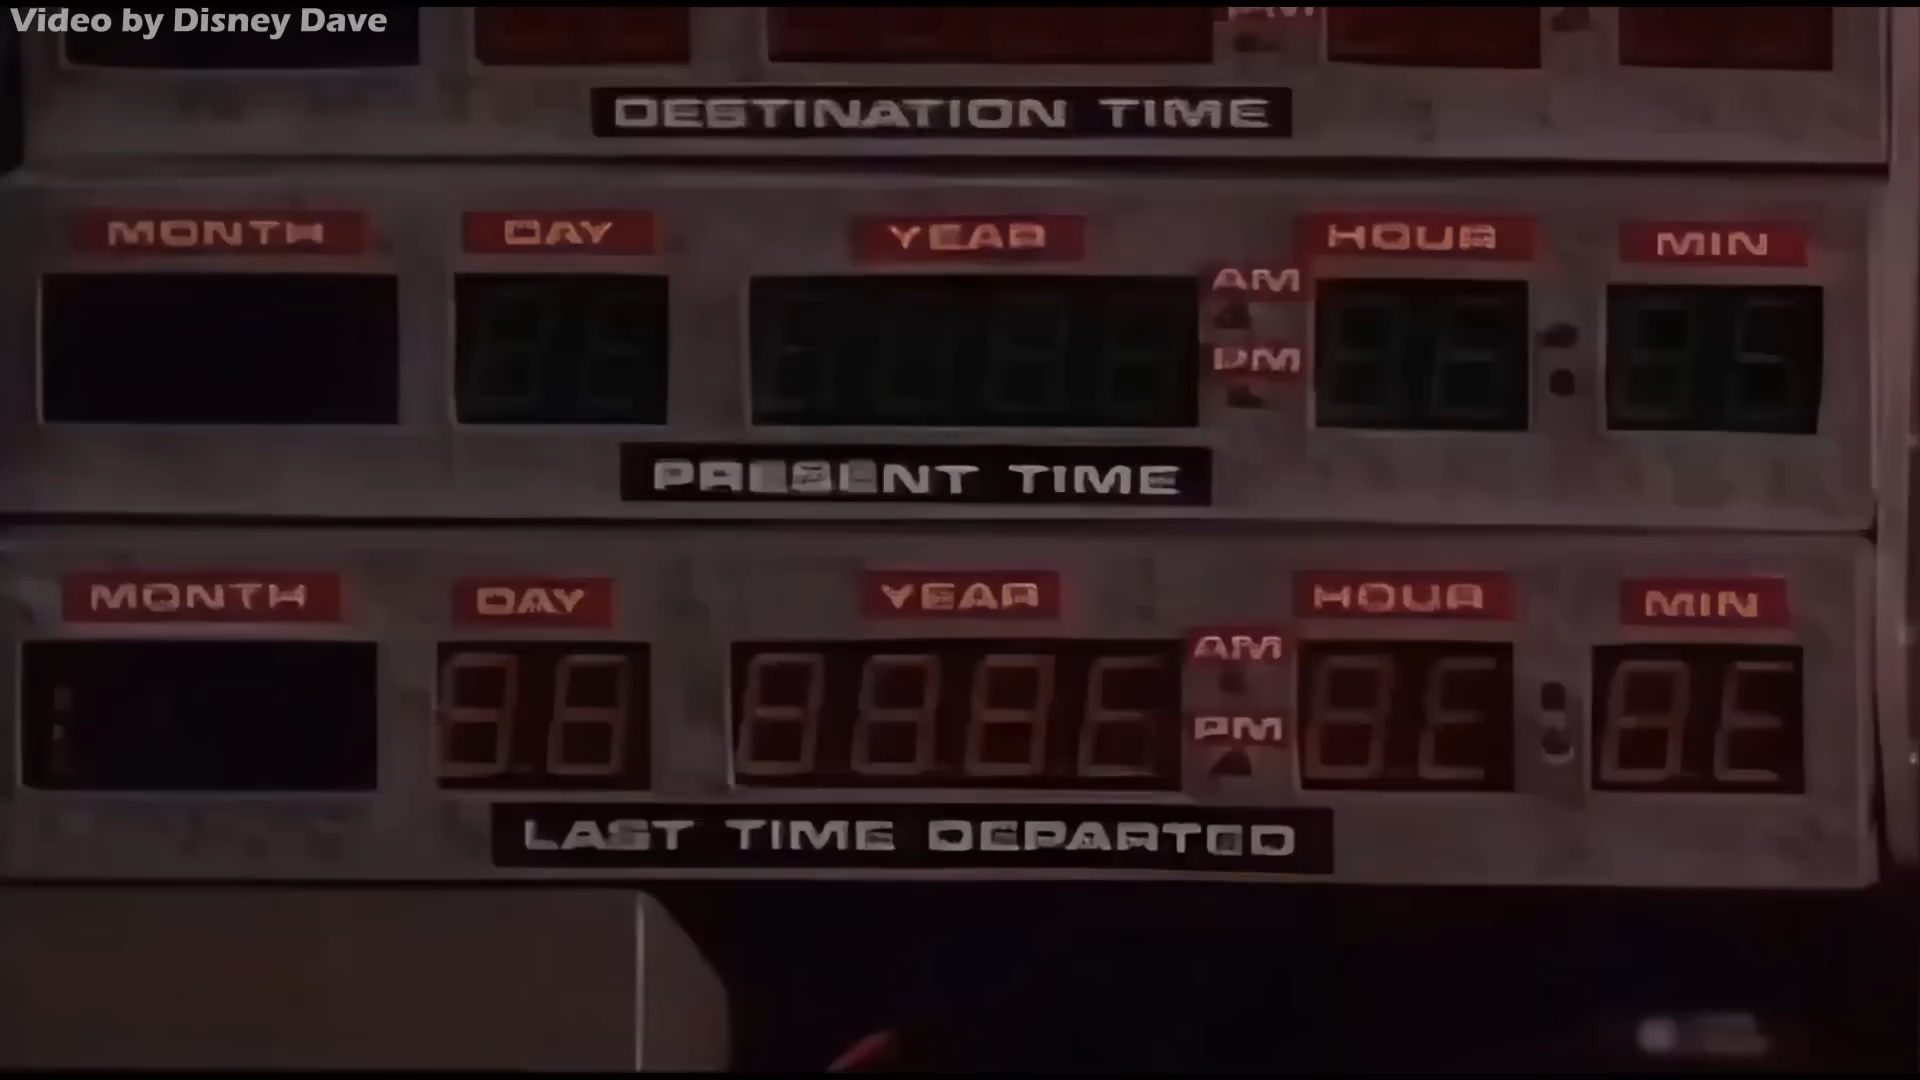 Video by Disney Dave
DESTINATION TIME
MONTH DAY YEAR HOUR MIN
AM
PM
PRESENT TIME
MONTH DAY YEAR HOUR MIN
AM
PM
LAST TIME DEPARTED